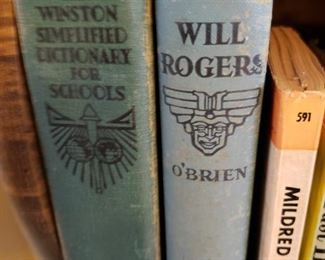 WINSTON
SIMPLIFIED
DICTIONARY
FOR
SCHOOLS
WILL
ROGERS
O'BRIEN
591
MILDRED